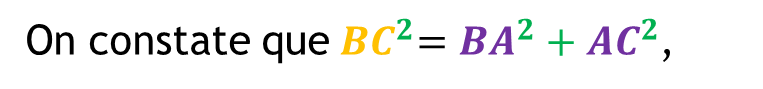 On constate que BC² = BA² + AC²,